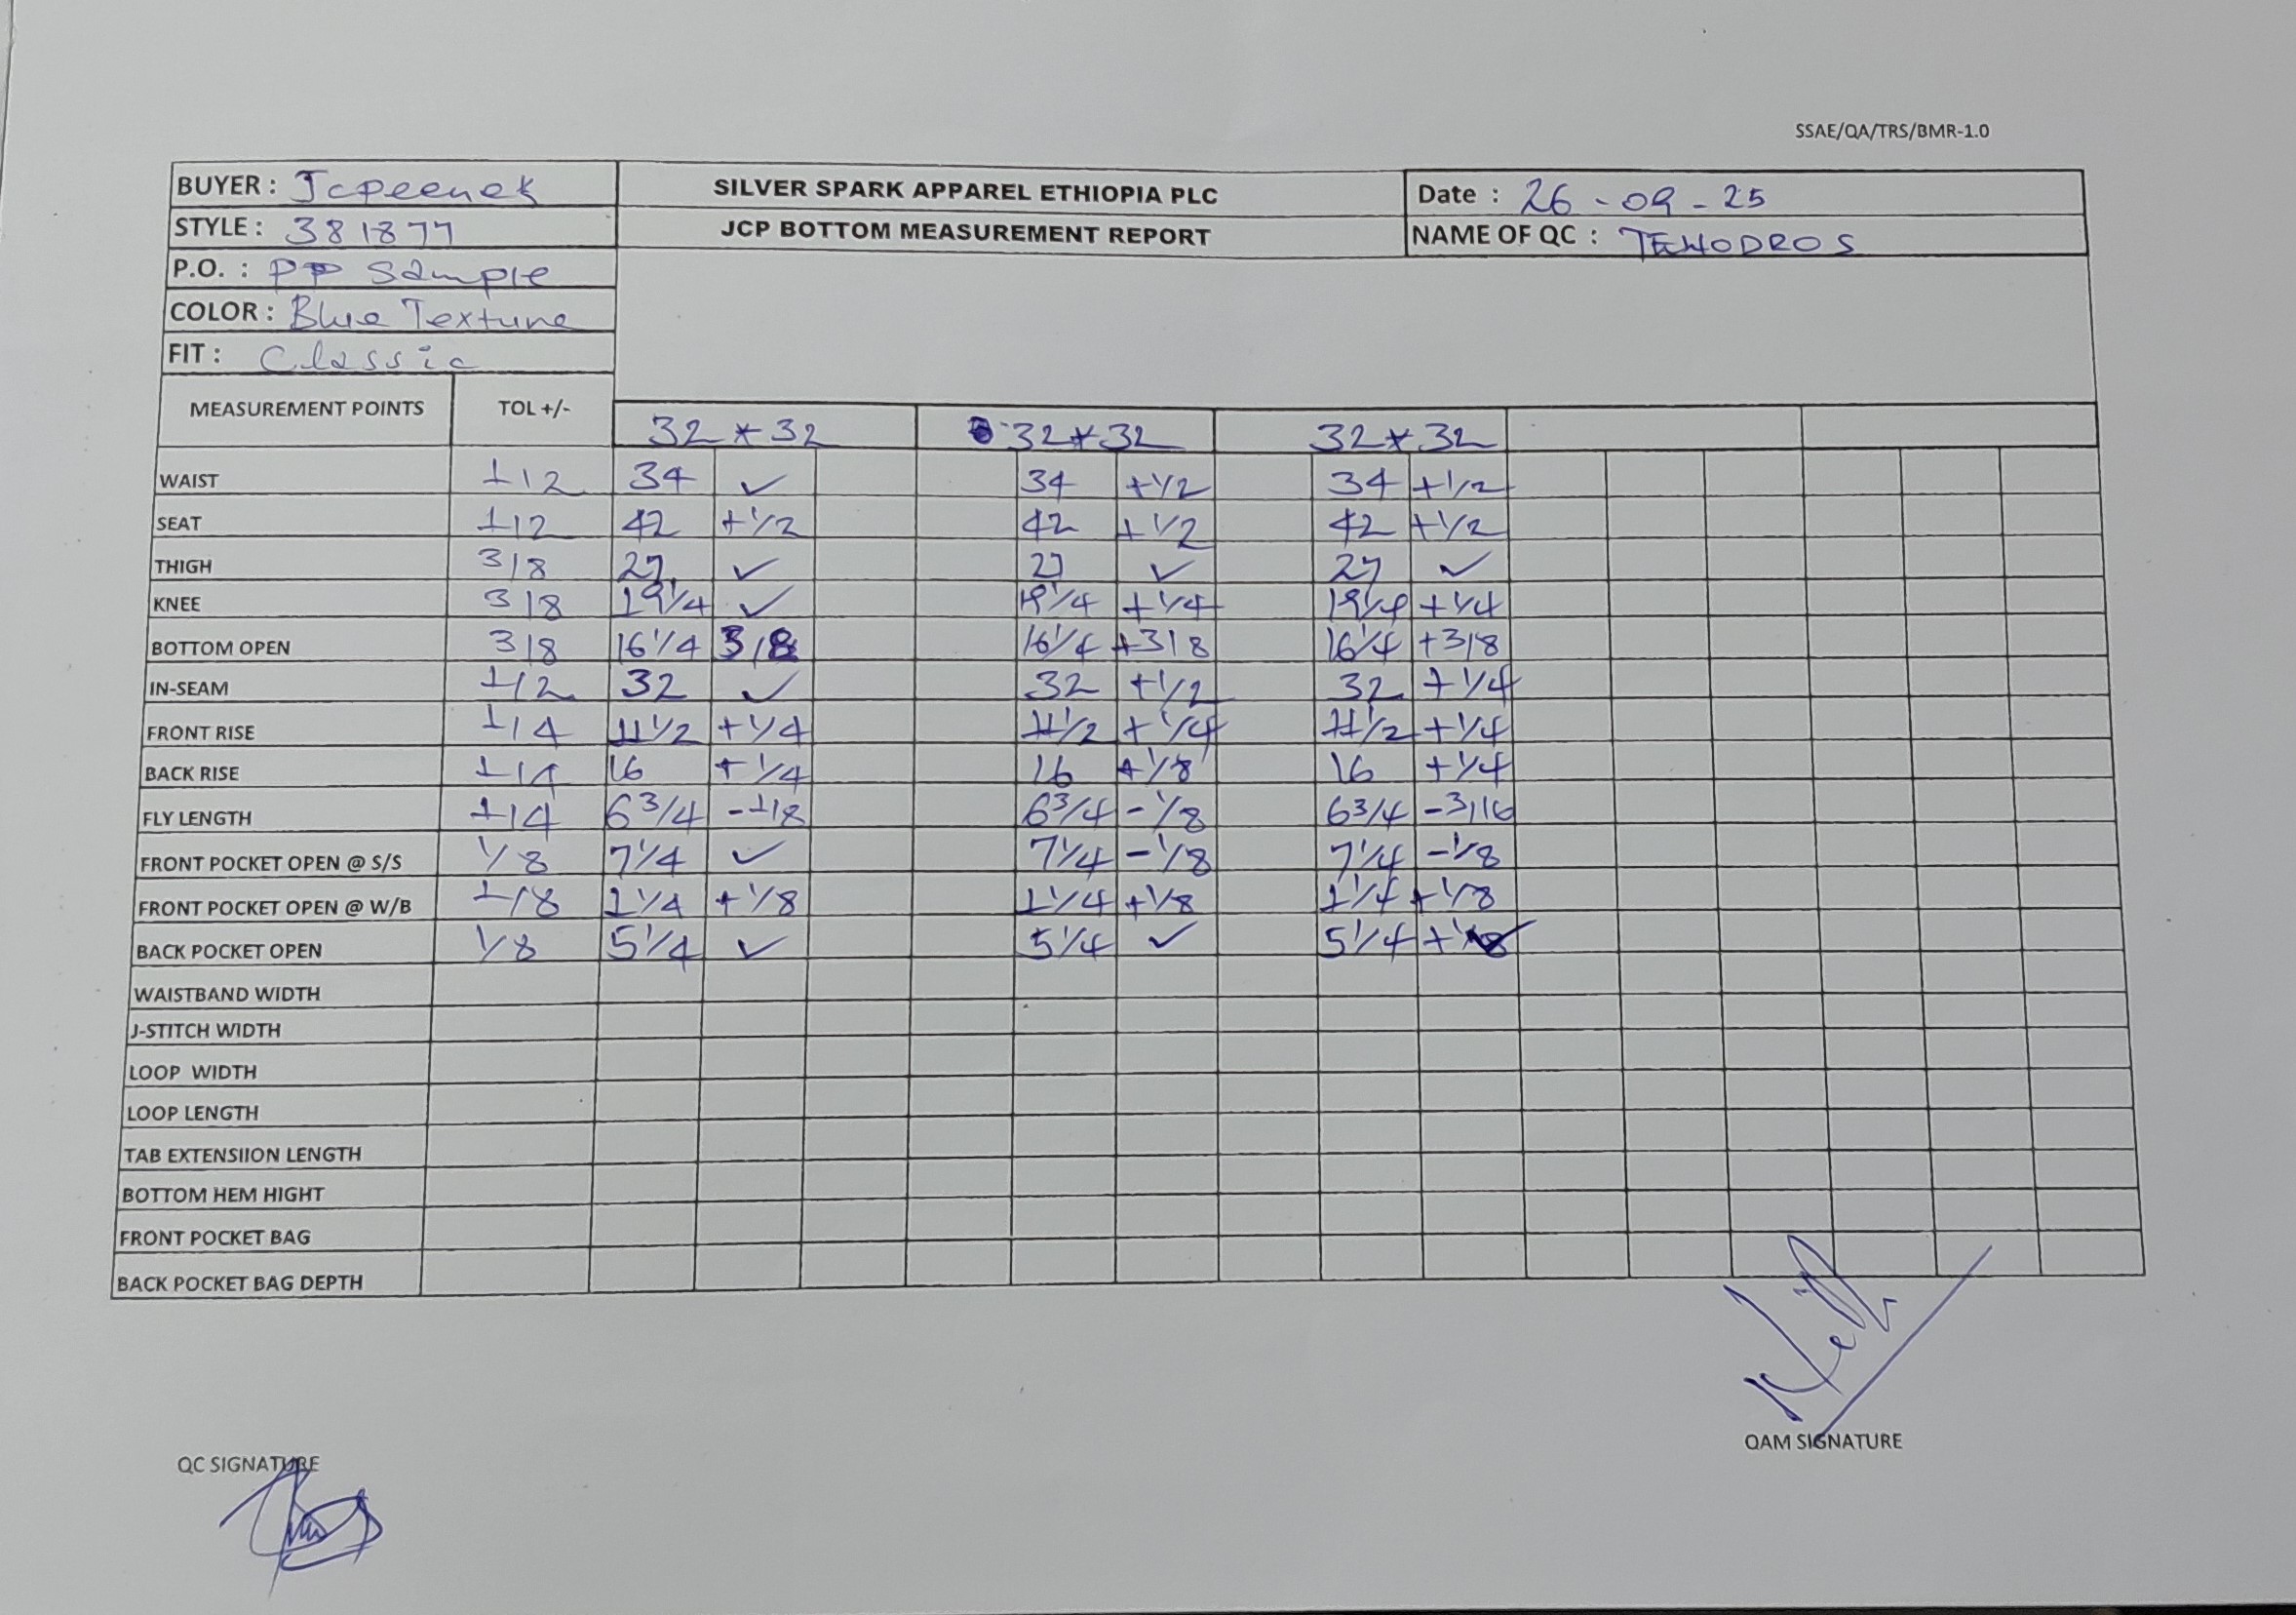 SSAE/QA/TRS/BMR-1.0
BUYER : Jcpeenek SILVER SPARK APPAREL ETHIOPIA PLC Date : 26 - 09 - 25
STYLE : 381877 JCP BOTTOM MEASUREMENT REPORT NAME OF QC : TEWODROS
P.O. : PP Sample
COLOR : Blue Texture
FIT : Classic
MEASUREMENT POINTS TOL +/-
32 * 32 32 * 32 32 * 32
WAIST 1/2 34 ✓ 34 +1/2 34 +1/2
SEAT 1/2 42 +1/2 42 +1/2 42 +1/2
THIGH 3/8 27 ✓ 27 ✓ 27 ✓
KNEE 3/8 19 1/4 ✓ 19 1/4 +1/4 19 1/4 +1/4
BOTTOM OPEN 3/8 16 1/4 3/8 16 1/4 +3/8 16 1/4 +3/8
IN-SEAM 1/2 32 ✓ 32 +1/2 32 +1/4
FRONT RISE 1/4 11 1/2 +1/4 11 1/2 +1/4 11 1/2 +1/4
BACK RISE 1/4 16 +1/4 16 +1/8 16 +1/4
FLY LENGTH 1/4 6 3/4 -1/8 6 3/4 -1/8 6 3/4 -3/16
FRONT POCKET OPEN @ S/S 1/8 7 1/4 ✓ 7 1/4 -1/8 7 1/4 -1/8
FRONT POCKET OPEN @ W/B 1/8 1 1/4 +1/8 1 1/4 +1/8 1 1/4 +1/8
BACK POCKET OPEN 1/8 5 1/4 ✓ 5 1/4 ✓ 5 1/4 ✓
WAISTBAND WIDTH
J-STITCH WIDTH
LOOP WIDTH
LOOP LENGTH
TAB EXTENSIION LENGTH
BOTTOM HEM HIGHT
FRONT POCKET BAG
BACK POCKET BAG DEPTH
QAM SIGNATURE
QC SIGNATURE